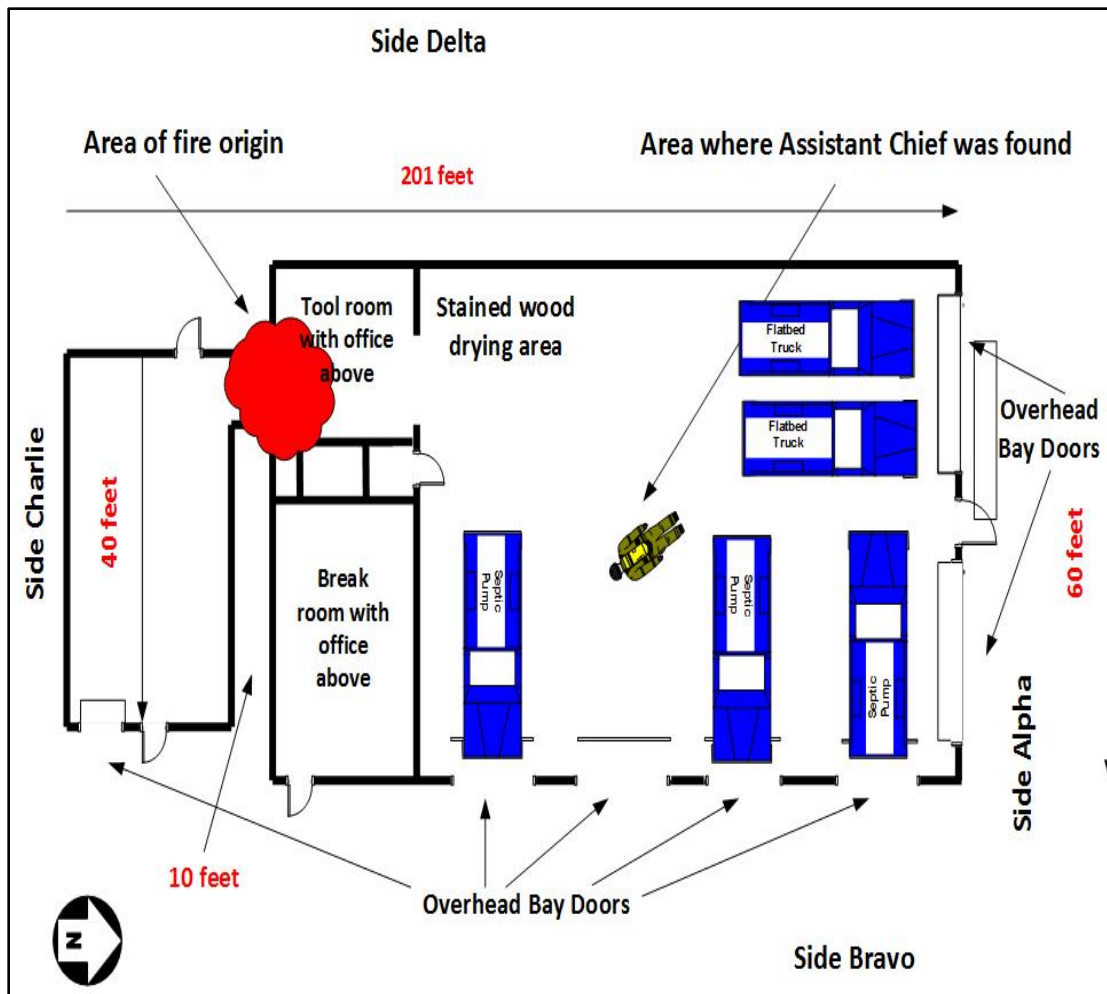 Side Delta
Area of fire origin
Area where Assistant Chief was found
201 feet
Tool room
with office
above
Stained wood
drying area
Flatbed
Truck
Flatbed
Truck
Overhead
Bay Doors
Side Charlie
40 feet
Break
room with
office
above
Septic
Pump
Septic
Pump
Septic
Pump
60 feet
Side Alpha
10 feet
Overhead Bay Doors
N
Side Bravo